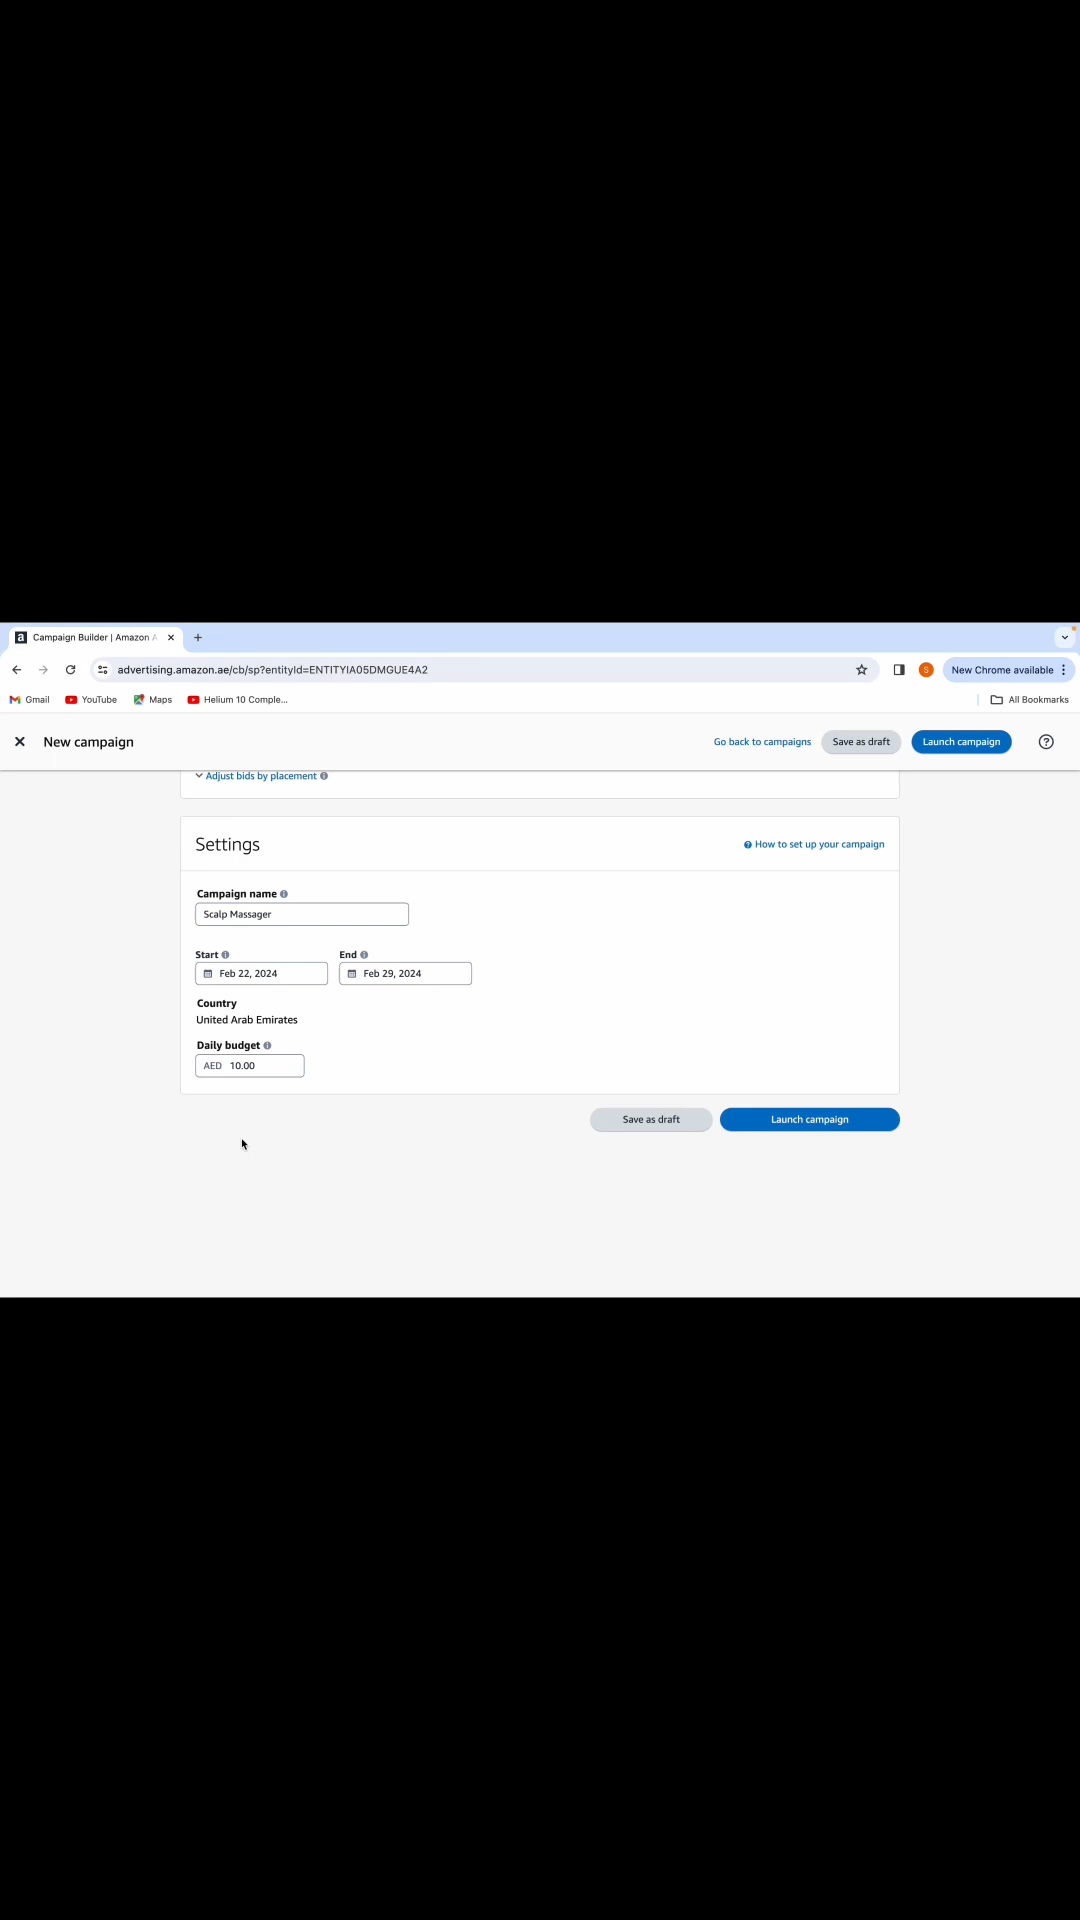 Campaign Builder | Amazon A
advertising.amazon.ae/cb/sp?entityId=ENTITYIA05DMGUE4A2
S
New Chrome available
Gmail
YouTube
Maps
Helium 10 Comple...
All Bookmarks
New campaign
Go back to campaigns
Save as draft
Launch campaign
Adjust bids by placement
Settings
How to set up your campaign
Campaign name
Scalp Massager
Start
End
Feb 22, 2024
Feb 29, 2024
Country
United Arab Emirates
Daily budget
AED 10.00
Save as draft
Launch campaign